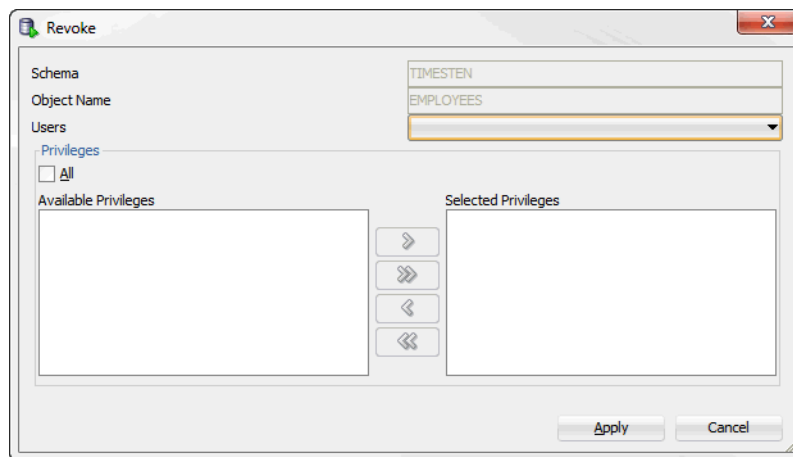 Revoke
Schema TIMESTEN
Object Name EMPLOYEES
Users
Privileges
All
Available Privileges Selected Privileges
Apply Cancel